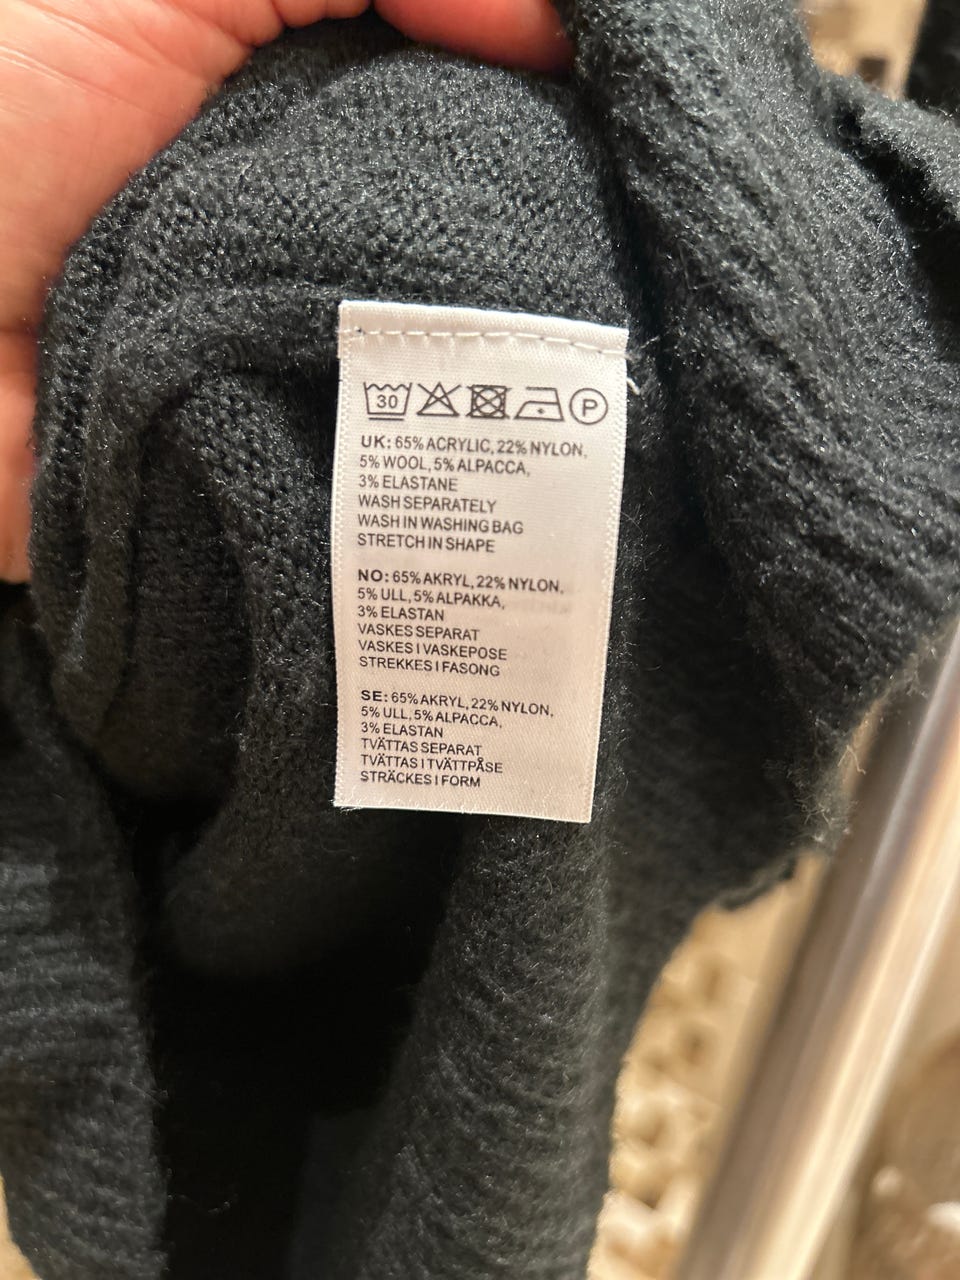 30 P
UK: 65% ACRYLIC, 22% NYLON,
5% WOOL, 5% ALPACCA,
3% ELASTANE
WASH SEPARATELY
WASH IN WASHING BAG
STRETCH IN SHAPE
NO: 65% AKRYL, 22% NYLON,
5% ULL, 5% ALPAKKA,
3% ELASTAN
VASKES SEPARAT
VASKES I VASKEPOSE
STREKKES I FASONG
SE: 65% AKRYL, 22% NYLON,
5% ULL, 5% ALPACCA,
3% ELASTAN
TVÄTTAS SEPARAT
TVÄTTAS I TVÄTTPÅSE
STRÄCKES I FORM